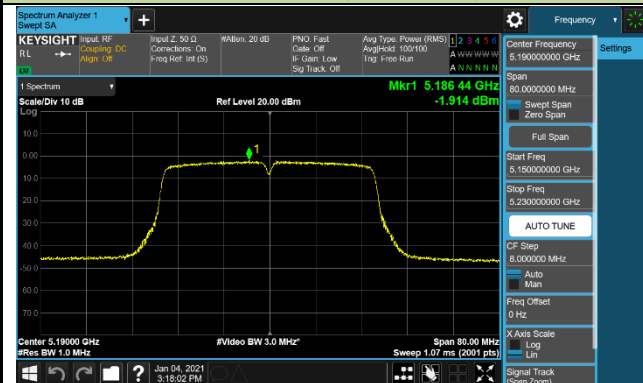 Spectrum Analyzer 1
Swept SA
Frequency
KEYSIGHT
RL
Input: RF
Coupling: DC
Align: Off
Input Z: 50 Ω
Corrections: On
Freq Ref: Int (S)
#Atten: 20 dB
PNO: Fast
Gate: Off
IF Gain: Low
Sig Track: Off
Avg Type: Power (RMS)
Avg|Hold: 100/100
Trig: Free Run
1 2 3 4 5 6
A W W W W W
A N N N N N
1 Spectrum
Scale/Div 10 dB
Log
Ref Level 20.00 dBm
Mkr1 5.186 44 GHz
-1.914 dBm
10.0
0.00
-10.0
-20.0
-30.0
-40.0
-50.0
-60.0
-70.0
1
Center 5.19000 GHz
#Res BW 1.0 MHz
#Video BW 3.0 MHz*
Span 80.00 MHz
Sweep 1.07 ms (2001 pts)
Jan 04, 2021
3:18:02 PM
Center Frequency
5.190000000 GHz
Settings
Span
80.0000000 MHz
Swept Span
Zero Span
Full Span
Start Freq
5.150000000 GHz
Stop Freq
5.230000000 GHz
AUTO TUNE
CF Step
8.000000 MHz
Auto
Man
Freq Offset
0 Hz
X Axis Scale
Log
Lin
Signal Track
(Span Zoom)